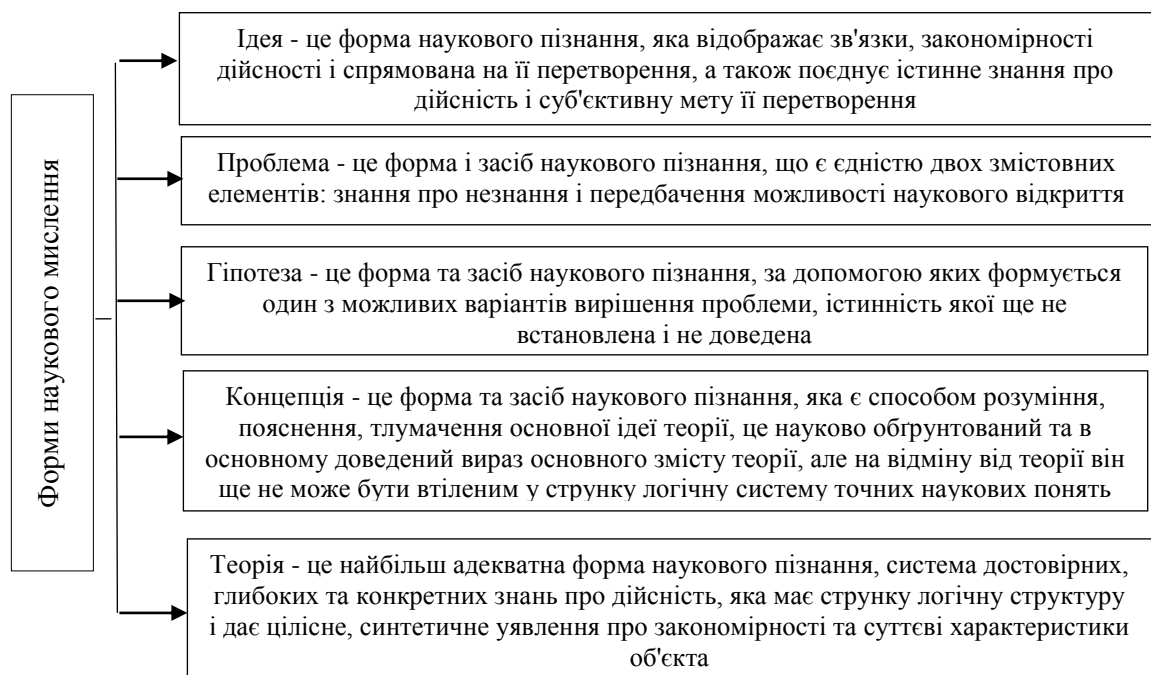 Форми наукового мислення
Ідея - це форма наукового пізнання, яка відображає зв'язки, закономірності
дійсності і спрямована на її перетворення, а також поєднує істинне знання про
дійсність і суб'єктивну мету її перетворення
Проблема - це форма і засіб наукового пізнання, що є єдністю двох змістовних
елементів: знання про незнання і передбачення можливості наукового відкриття
Гіпотеза - це форма та засіб наукового пізнання, за допомогою яких формується
один з можливих варіантів вирішення проблеми, істинність якої ще не
встановлена і не доведена
Концепція - це форма та засіб наукового пізнання, яка є способом розуміння,
пояснення, тлумачення основної ідеї теорії, це науково обґрунтований та в
основному доведений вираз основного змісту теорії, але на відміну від теорії він
ще не може бути втіленим у струнку логічну систему точних наукових понять
Теорія - це найбільш адекватна форма наукового пізнання, система достовірних,
глибоких та конкретних знань про дійсність, яка має струнку логічну структуру
і дає цілісне, синтетичне уявлення про закономірності та суттєві характеристики
об'єкта